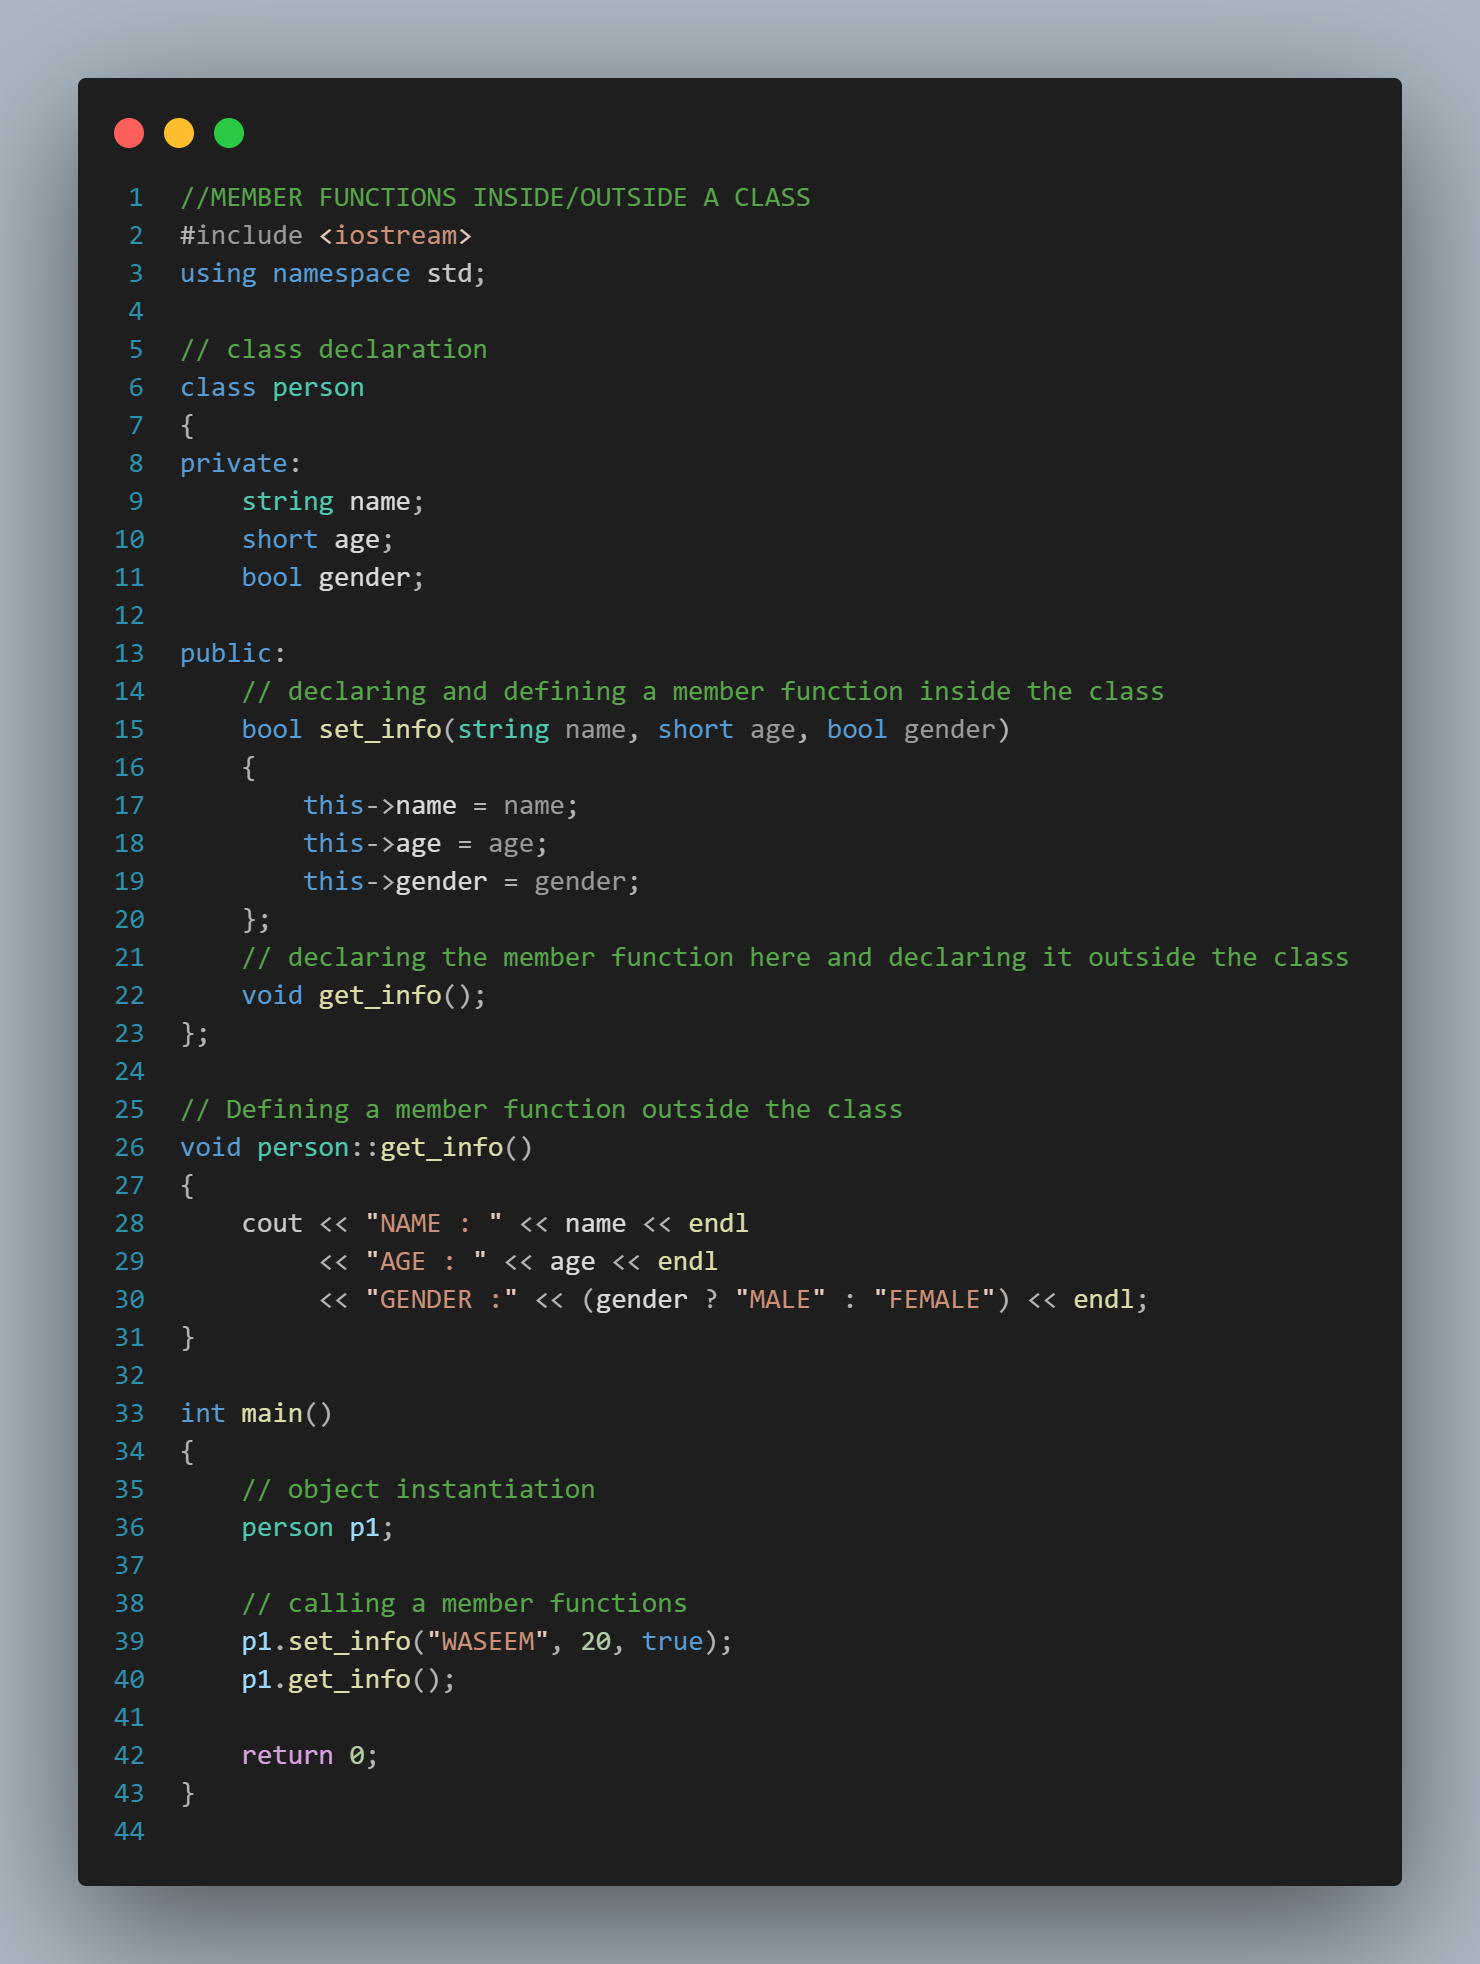 1 //MEMBER FUNCTIONS INSIDE/OUTSIDE A CLASS
2 #include <iostream>
3 using namespace std;
4
5 // class declaration
6 class person
7 {
8 private:
9     string name;
10     short age;
11     bool gender;
12
13 public:
14     // declaring and defining a member function inside the class
15     bool set_info(string name, short age, bool gender)
16     {
17         this->name = name;
18         this->age = age;
19         this->gender = gender;
20     };
21     // declaring the member function here and declaring it outside the class
22     void get_info();
23 };
24
25 // Defining a member function outside the class
26 void person::get_info()
27 {
28     cout << "NAME : " << name << endl
29          << "AGE : " << age << endl
30          << "GENDER :" << (gender ? "MALE" : "FEMALE") << endl;
31 }
32
33 int main()
34 {
35     // object instantiation
36     person p1;
37
38     // calling a member functions
39     p1.set_info("WASEEM", 20, true);
40     p1.get_info();
41
42     return 0;
43 }
44